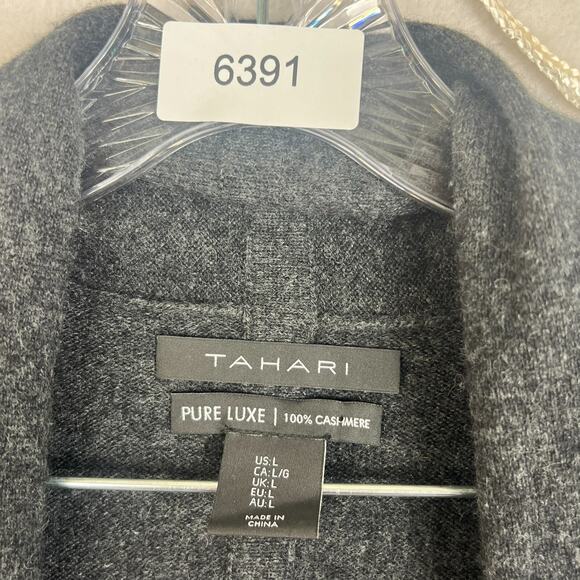 6391
TAHARI
PURE LUXE | 100% CASHMERE
US:L
CA:L/G
UK:L
EU:L
AU:L
MADE IN
CHINA